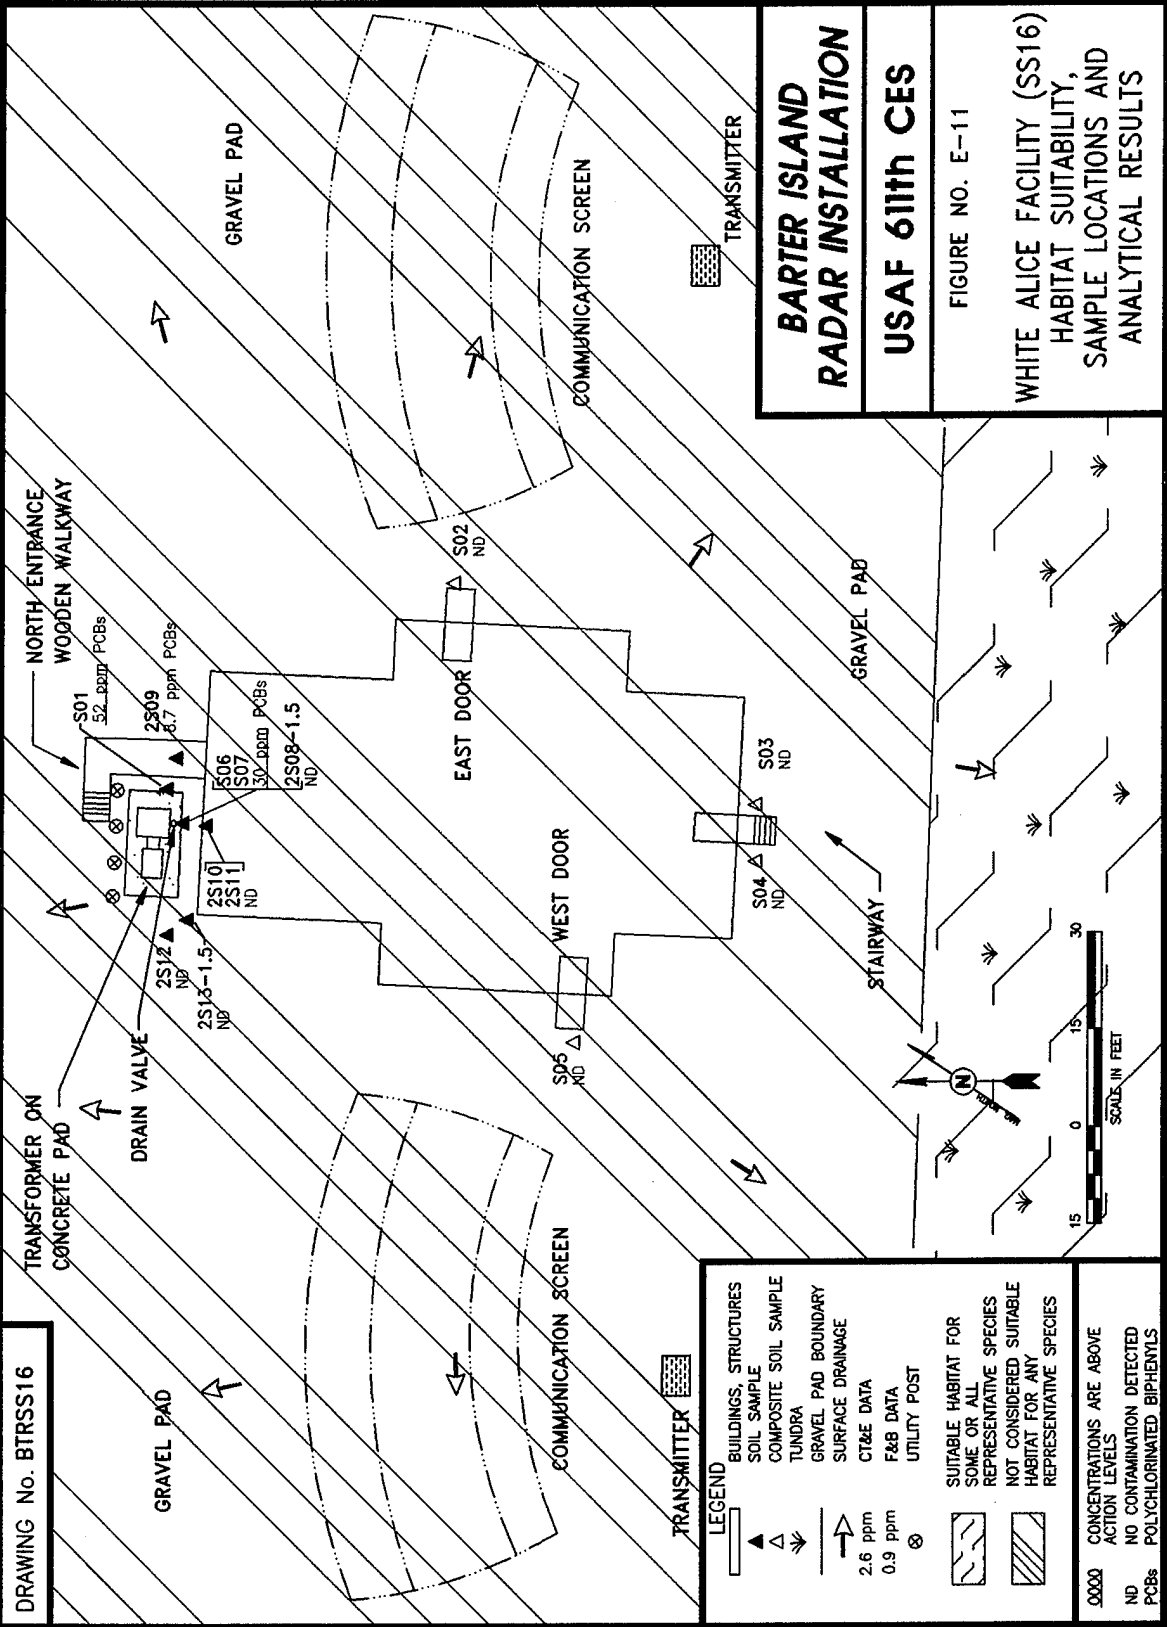 DRAWING No. BTRSS16
TRANSFORMER ON
CONCRETE PAD
DRAIN VALVE
NORTH ENTRANCE
WOODEN WALKWAY
S01
52 ppm PCBs
2S09
8.7 ppm PCBs
S06
S07
30 ppm PCBs
2S08-1.5
ND
2S10
2S11
ND
2S12
ND
2S13-1.5
ND
GRAVEL PAD
GRAVEL PAD
EAST DOOR
S02
ND
WEST DOOR
S05
ND
S03
ND
S04
ND
COMMUNICATION SCREEN
COMMUNICATION SCREEN
TRANSMITTER
TRANSMITTER
STAIRWAY
GRAVEL PAD
N
MAG NORTH
15 0 15 30
SCALE IN FEET
LEGEND
BUILDINGS, STRUCTURES
SOIL SAMPLE
COMPOSITE SOIL SAMPLE
TUNDRA
GRAVEL PAD BOUNDARY
SURFACE DRAINAGE
2.6 ppm CT&E DATA
0.9 ppm F&B DATA
UTILITY POST
SUITABLE HABITAT FOR
SOME OR ALL
REPRESENTATIVE SPECIES
NOT CONSIDERED SUITABLE
HABITAT FOR ANY
REPRESENTATIVE SPECIES
0000 CONCENTRATIONS ARE ABOVE
ACTION LEVELS
ND NO CONTAMINATION DETECTED
PCBs POLYCHLORINATED BIPHENYLS
BARTER ISLAND
RADAR INSTALLATION
USAF 611th CES
FIGURE NO. E-11
WHITE ALICE FACILITY (SS16)
HABITAT SUITABILITY,
SAMPLE LOCATIONS AND
ANALYTICAL RESULTS